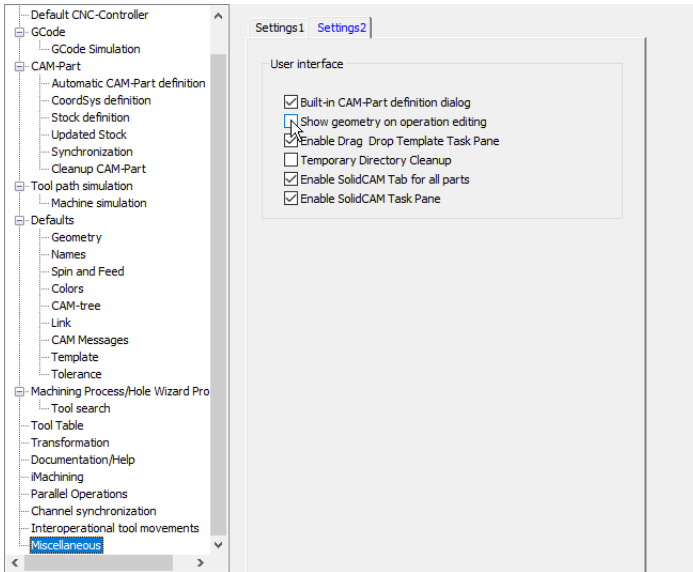 Default CNC-Controller
GCode
GCode Simulation
CAM-Part
Automatic CAM-Part definition
CoordSys definition
Stock definition
Updated Stock
Synchronization
Cleanup CAM-Part
Tool path simulation
Machine simulation
Defaults
Geometry
Names
Spin and Feed
Colors
CAM-tree
Link
CAM Messages
Template
Tolerance
Machining Process/Hole Wizard Pro
Tool search
Tool Table
Transformation
Documentation/Help
iMachining
Parallel Operations
Channel synchronization
Interoperational tool movements
Miscellaneous
Settings1 Settings2
User interface
Built-in CAM-Part definition dialog
Show geometry on operation editing
Enable Drag Drop Template Task Pane
Temporary Directory Cleanup
Enable SolidCAM Tab for all parts
Enable SolidCAM Task Pane